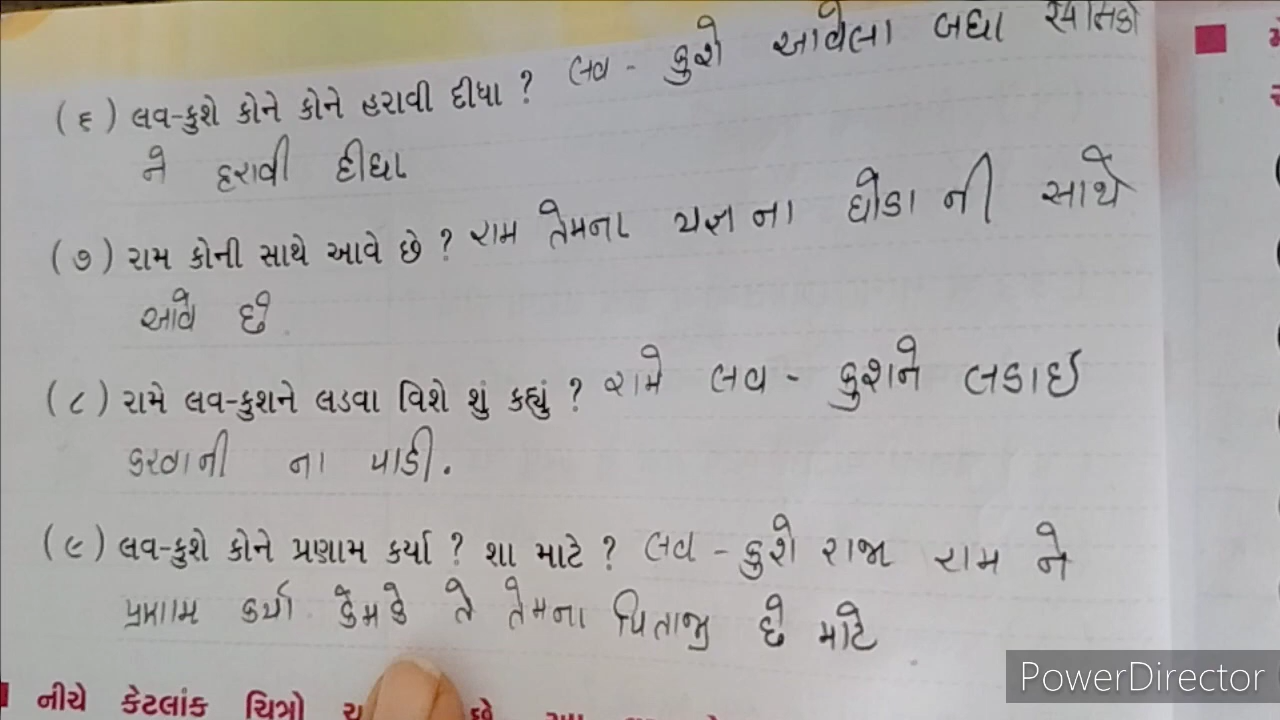 (૬) લવ-કુશે કોને કોને હરાવી દીધા ? લવ - કુશે આવેલા બધા સૈનિકો
ને હરાવી દીધા
(૭) રામ કોની સાથે આવે છે ? રામ તેમના યજ્ઞ ના ઘોડા ની સાથે
આવે છે
(૮) રામે લવ-કુશને લડવા વિશે શું કહ્યું ? રામે લવ - કુશને લડાઈ
કરવાની ના પાડી.
(૯) લવ-કુશે કોને પ્રણામ કર્યા ? શા માટે ? લવ - કુશે રાજા રામ ને
પ્રણામ કર્યા કેમકે તે તેમના પિતાજી છે માટે
નીચે કેટલાંક ચિત્રો
PowerDirector